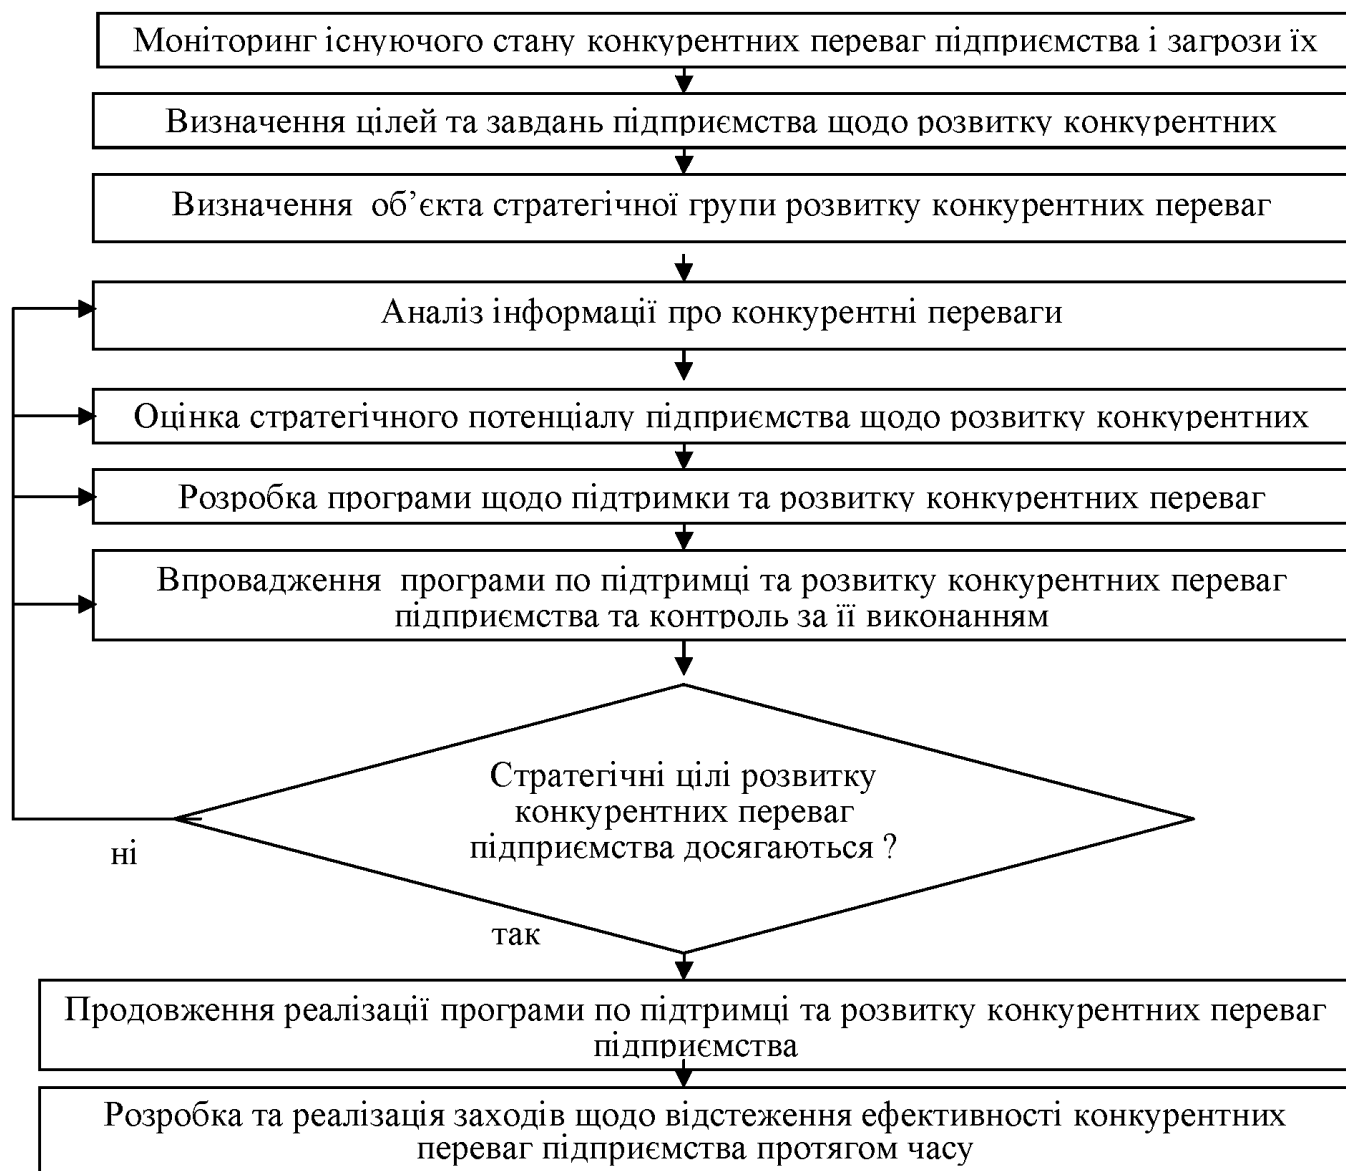 Моніторинг існуючого стану конкурентних переваг підприємства і загрози їх
Визначення цілей та завдань підприємства щодо розвитку конкурентних
Визначення об’єкта стратегічної групи розвитку конкурентних переваг
Аналіз інформації про конкурентні переваги
Оцінка стратегічного потенціалу підприємства щодо розвитку конкурентних
Розробка програми щодо підтримки та розвитку конкурентних переваг
Впровадження програми по підтримці та розвитку конкурентних переваг
підприємства та контроль за її виконанням
Стратегічні цілі розвитку
конкурентних переваг
підприємства досягаються ?
ні
так
Продовження реалізації програми по підтримці та розвитку конкурентних переваг
підприємства
Розробка та реалізація заходів щодо відстеження ефективності конкурентних
переваг підприємства протягом часу